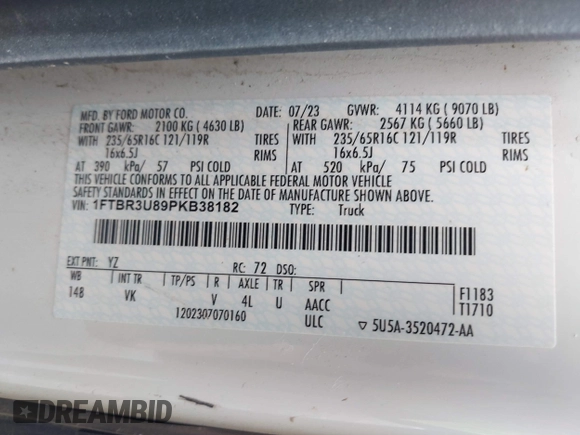 MFD. BY FORD MOTOR CO. DATE: 07/23 GVWR: 4114 KG ( 9070 LB)
FRONT GAWR: 2100 KG ( 4630 LB) REAR GAWR: 2567 KG ( 5660 LB)
WITH 235/65R16C 121/119R TIRES WITH 235/65R16C 121/119R TIRES
16x6.5J RIMS 16x6.5J RIMS
AT 390 kPa/ 57 PSI COLD AT 520 kPa/ 75 PSI COLD
THIS VEHICLE CONFORMS TO ALL APPLICABLE FEDERAL MOTOR VEHICLE
SAFETY STANDARDS IN EFFECT ON THE DATE OF MANUFACTURE SHOWN ABOVE.
VIN: 1FTBR3U89PKB38182 TYPE: Truck
EXT PNT: YZ RC: 72 DSO:
WB INT TR TP/PS R AXLE TR SPR F1183
148 VK V 4L U AACC T1710
1202307070160 ULC ▽ 5U5A-3520472-AA
DREAMBID